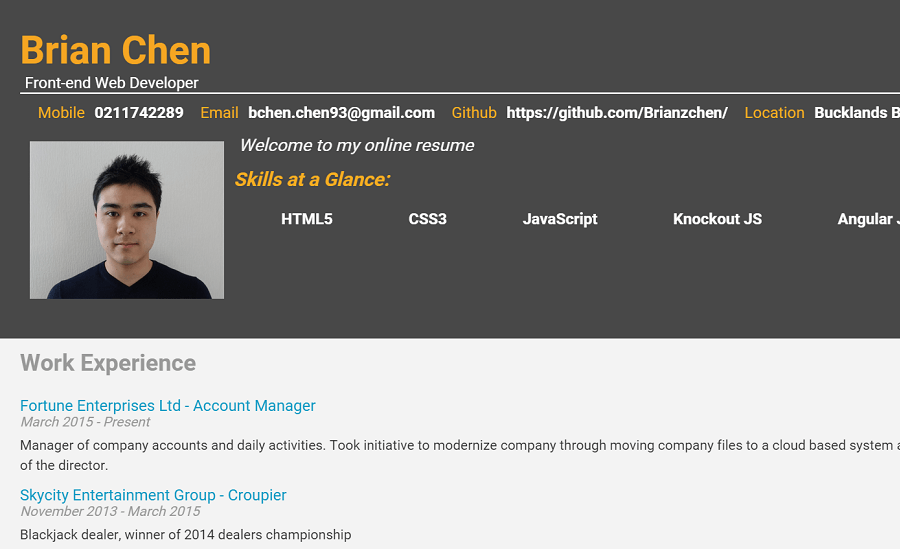 Brian Chen
Front-end Web Developer
Mobile 0211742289 Email bchen.chen93@gmail.com Github https://github.com/Brianzchen/ Location Bucklands B
Welcome to my online resume
Skills at a Glance:
HTML5 CSS3 JavaScript Knockout JS Angular J
Work Experience
Fortune Enterprises Ltd - Account Manager
March 2015 - Present
Manager of company accounts and daily activities. Took initiative to modernize company through moving company files to a cloud based system a
of the director.
Skycity Entertainment Group - Croupier
November 2013 - March 2015
Blackjack dealer, winner of 2014 dealers championship